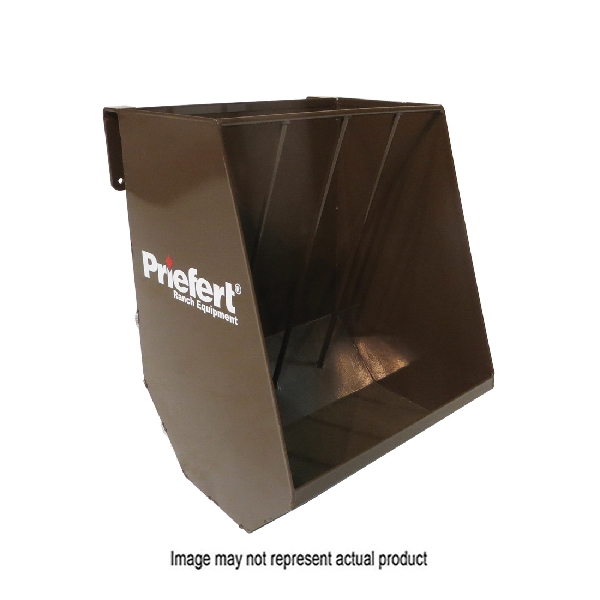 Priefert®
Ranch Equipment
Image may not represent actual product